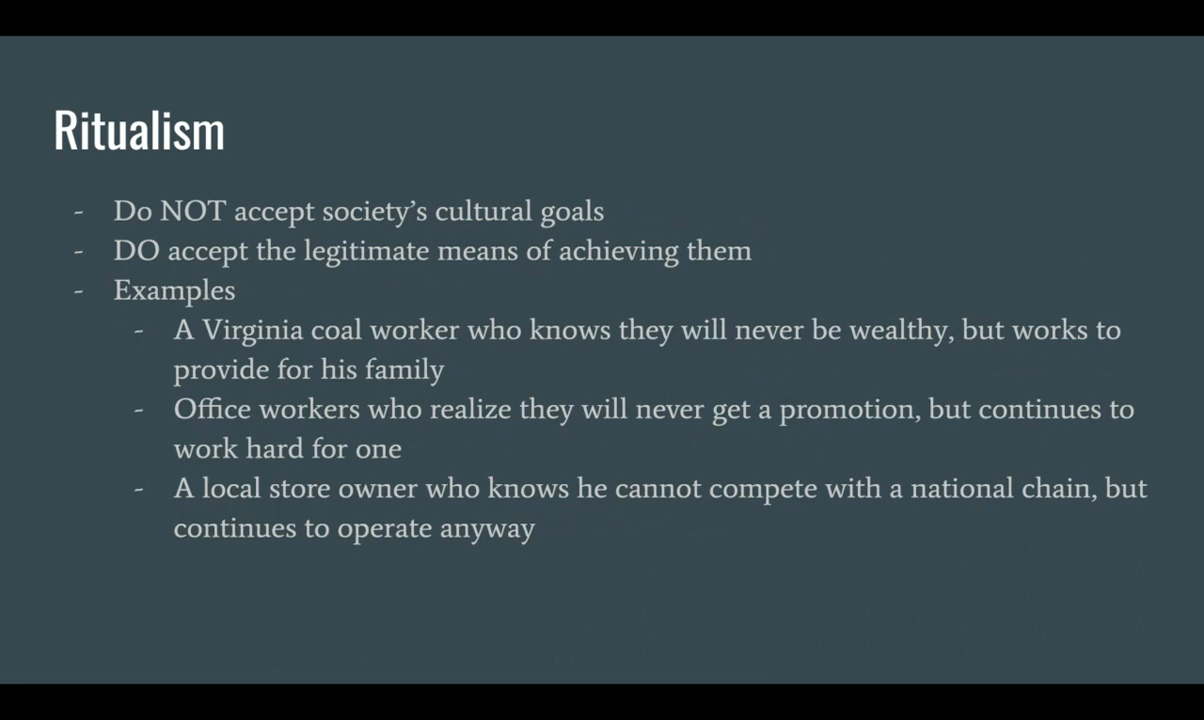 Ritualism
- Do NOT accept society’s cultural goals
- DO accept the legitimate means of achieving them
- Examples
- A Virginia coal worker who knows they will never be wealthy, but works to
provide for his family
- Office workers who realize they will never get a promotion, but continues to
work hard for one
- A local store owner who knows he cannot compete with a national chain, but
continues to operate anyway